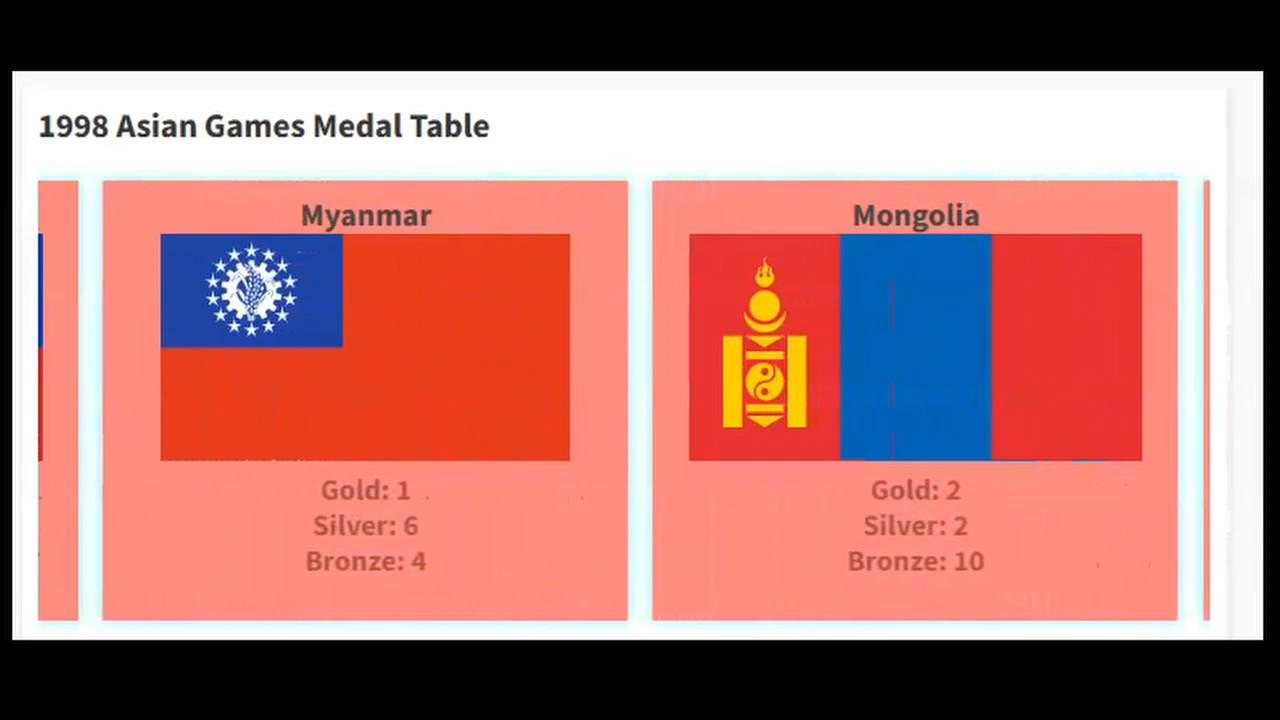 1998 Asian Games Medal Table
Myanmar
Gold: 1
Silver: 6
Bronze: 4
Mongolia
Gold: 2
Silver: 2
Bronze: 10